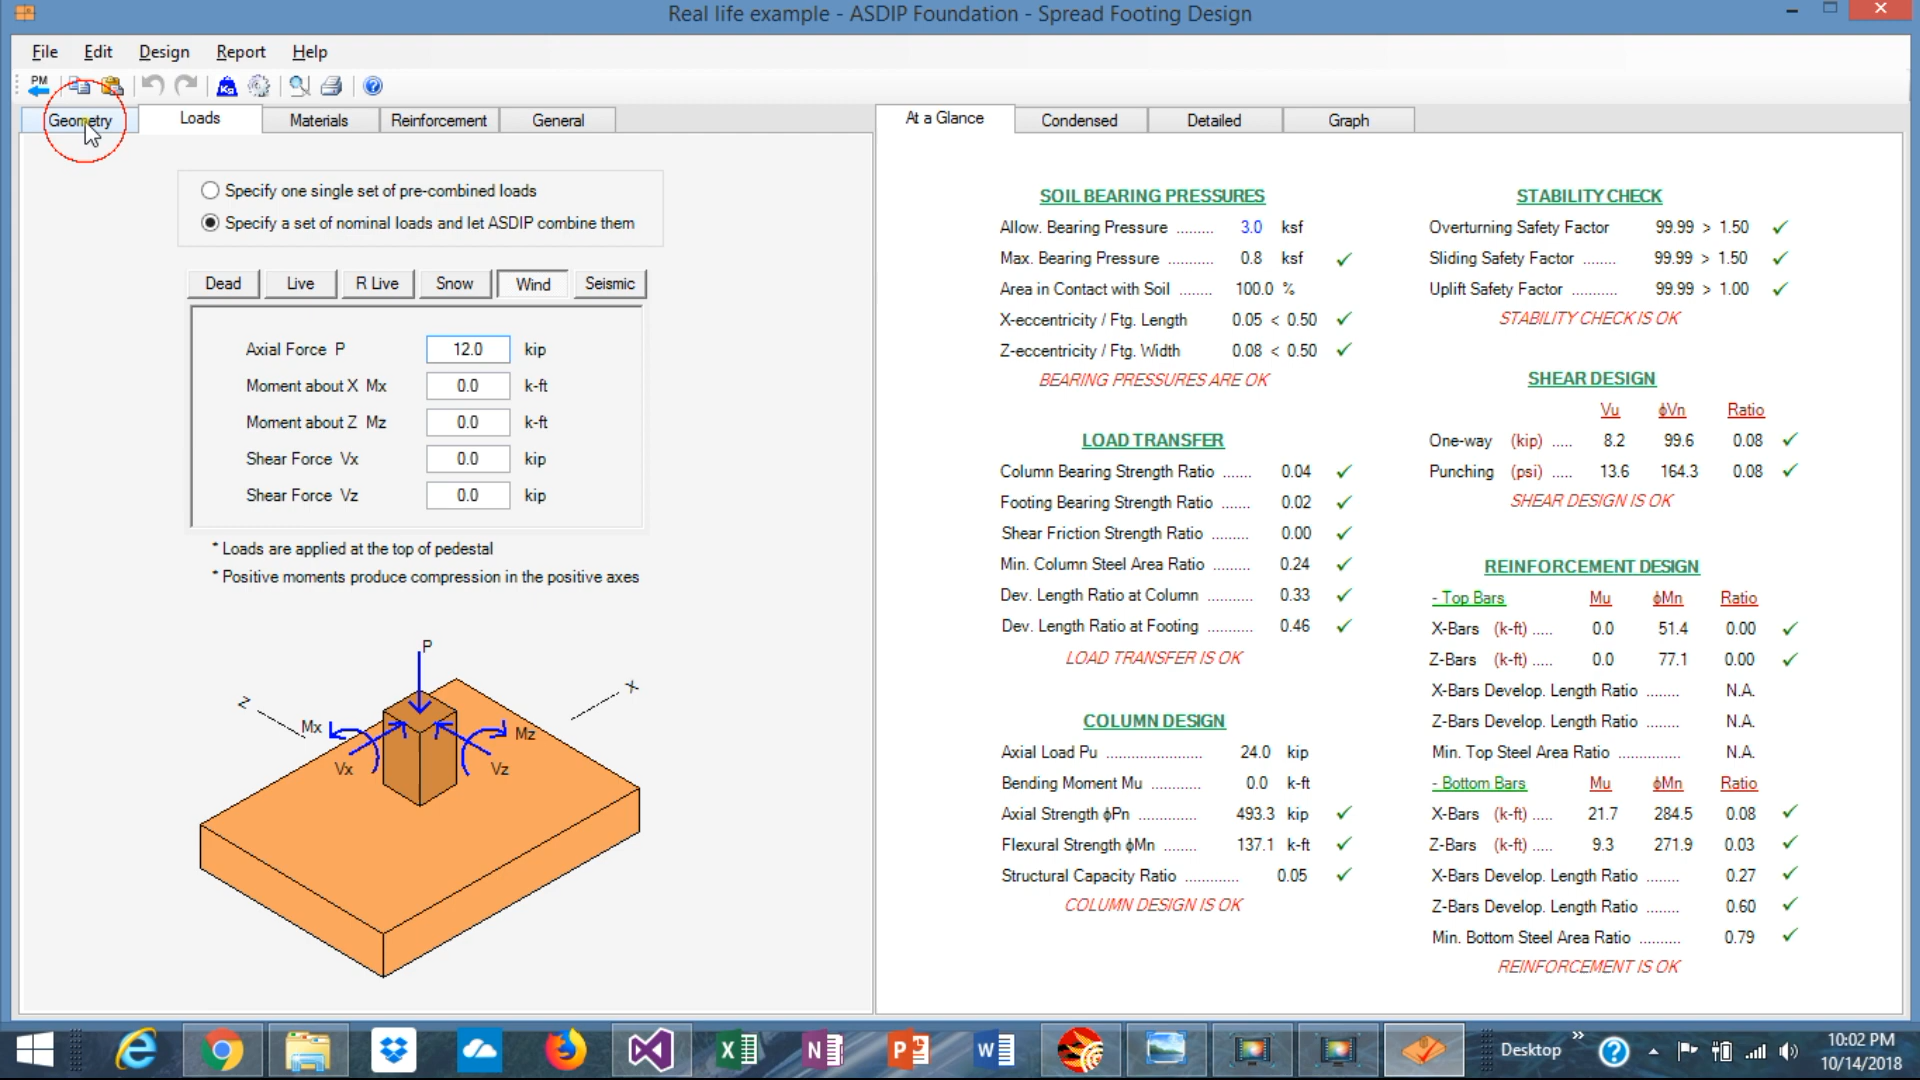 Real life example - ASDIP Foundation - Spread Footing Design
File Edit Design Report Help
PM
Kg
Geometry Loads Materials Reinforcement General
At a Glance Condensed Detailed Graph
Specify one single set of pre-combined loads
Specify a set of nominal loads and let ASDIP combine them
Dead Live R Live Snow Wind Seismic
Axial Force P 12.0 kip
Moment about X Mx 0.0 k-ft
Moment about Z Mz 0.0 k-ft
Shear Force Vx 0.0 kip
Shear Force Vz 0.0 kip
* Loads are applied at the top of pedestal
* Positive moments produce compression in the positive axes
P
Z X
Mx Mz
Vx Vz
SOIL BEARING PRESSURES
Allow. Bearing Pressure ........ 3.0 ksf
Max. Bearing Pressure ........... 0.8 ksf ✓
Area in Contact with Soil ....... 100.0 %
X-eccentricity / Ftg. Length 0.05 < 0.50 ✓
Z-eccentricity / Ftg. Width 0.08 < 0.50 ✓
BEARING PRESSURES ARE OK
LOAD TRANSFER
Column Bearing Strength Ratio ....... 0.04 ✓
Footing Bearing Strength Ratio ....... 0.02 ✓
Shear Friction Strength Ratio ......... 0.00 ✓
Min. Column Steel Area Ratio ......... 0.24 ✓
Dev. Length Ratio at Column ........... 0.33 ✓
Dev. Length Ratio at Footing ........... 0.46 ✓
LOAD TRANSFER IS OK
COLUMN DESIGN
Axial Load Pu ....................... 24.0 kip
Bending Moment Mu ............ 0.0 k-ft
Axial Strength ϕPn ............. 493.3 kip ✓
Flexural Strength ϕMn ........ 137.1 k-ft ✓
Structural Capacity Ratio ............. 0.05 ✓
COLUMN DESIGN IS OK
STABILITY CHECK
Overturning Safety Factor 99.99 > 1.50 ✓
Sliding Safety Factor ........ 99.99 > 1.50 ✓
Uplift Safety Factor ........... 99.99 > 1.00 ✓
STABILITY CHECK IS OK
SHEAR DESIGN
Vu ϕVn Ratio
One-way (kip) ..... 8.2 99.6 0.08 ✓
Punching (psi) ..... 13.6 164.3 0.08 ✓
SHEAR DESIGN IS OK
REINFORCEMENT DESIGN
- Top Bars Mu ϕMn Ratio
X-Bars (k-ft) ..... 0.0 51.4 0.00 ✓
Z-Bars (k-ft) ..... 0.0 77.1 0.00 ✓
X-Bars Develop. Length Ratio ........ N.A.
Z-Bars Develop. Length Ratio ........ N.A.
Min. Top Steel Area Ratio ............... N.A.
- Bottom Bars Mu ϕMn Ratio
X-Bars (k-ft) ..... 21.7 284.5 0.08 ✓
Z-Bars (k-ft) ..... 9.3 271.9 0.03 ✓
X-Bars Develop. Length Ratio ........ 0.27 ✓
Z-Bars Develop. Length Ratio ........ 0.60 ✓
Min. Bottom Steel Area Ratio .......... 0.79 ✓
REINFORCEMENT IS OK
Desktop
10:02 PM
10/14/2018